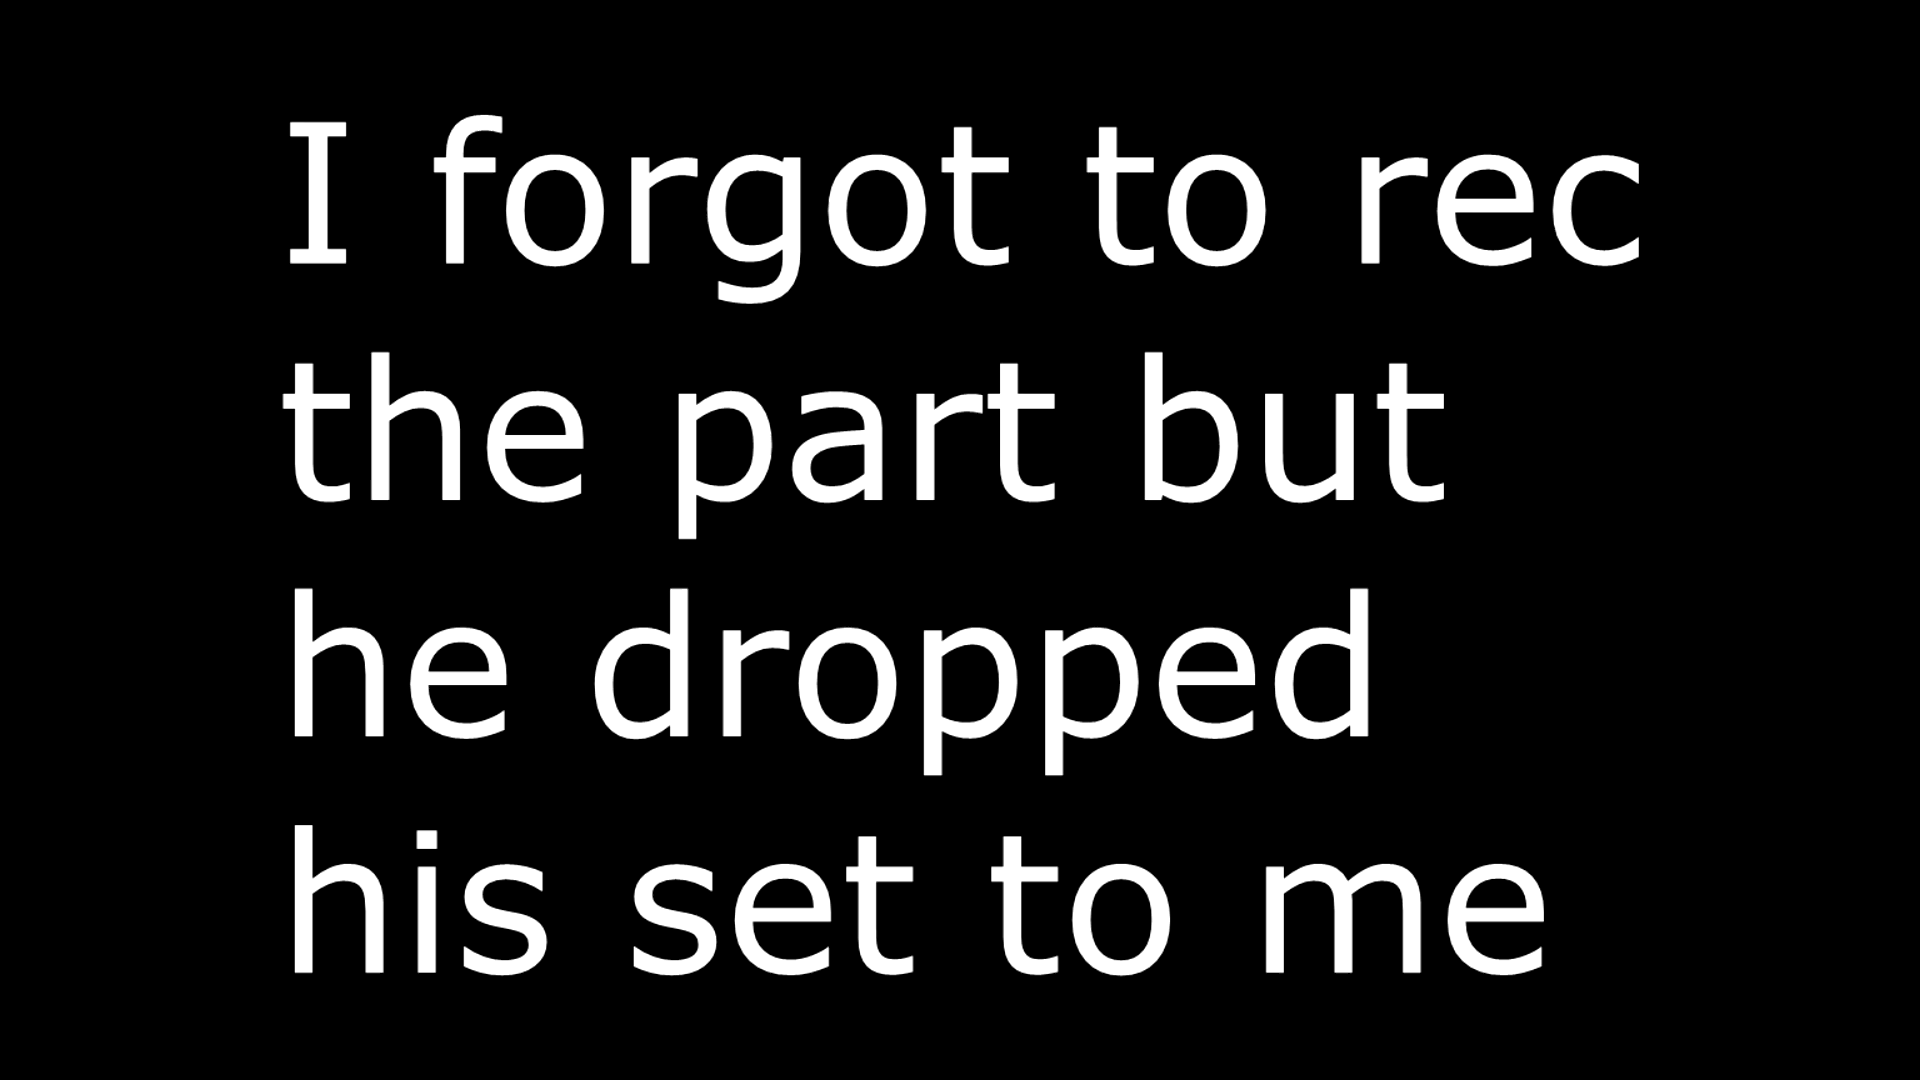 I forgot to rec
the part but
he dropped
his set to me